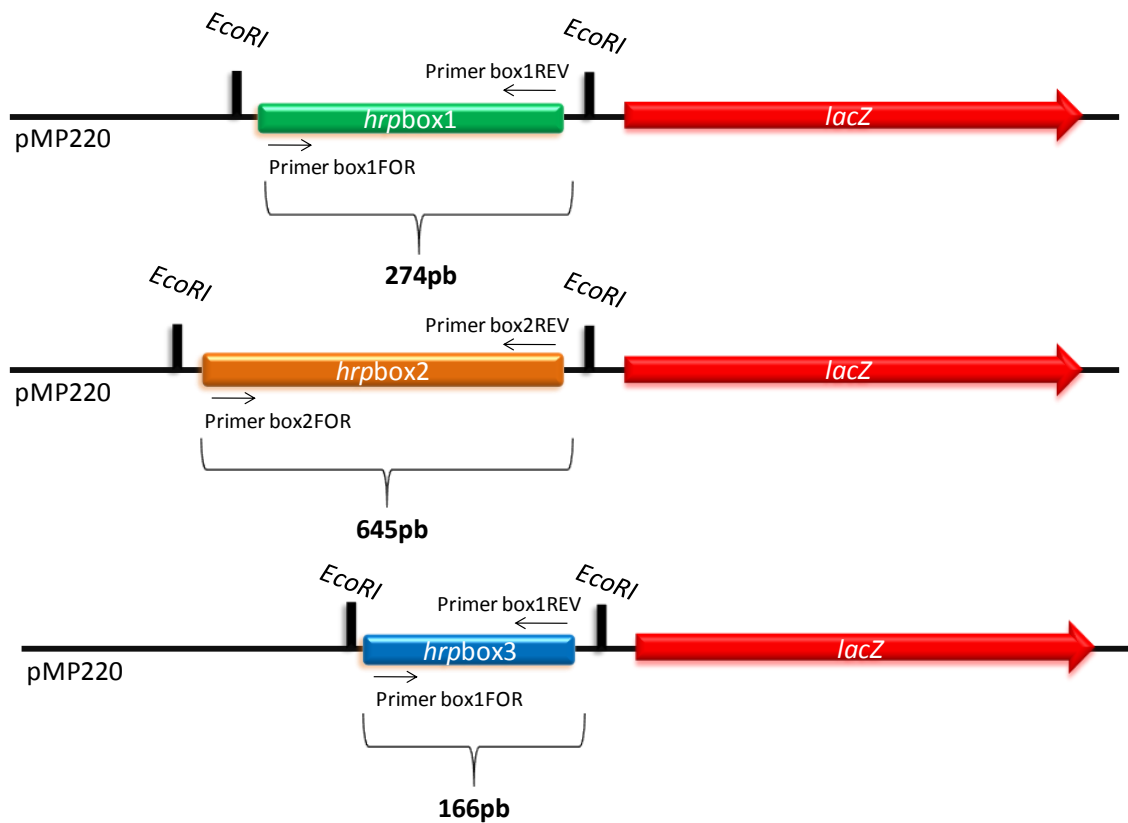 EcoRI
EcoRI
Primer box1REV
hrpbox1
lacZ
pMP220
Primer box1FOR
274pb
EcoRI
EcoRI
Primer box2REV
hrpbox2
lacZ
pMP220
Primer box2FOR
645pb
EcoRI
EcoRI
Primer box1REV
hrpbox3
lacZ
pMP220
Primer box1FOR
166pb